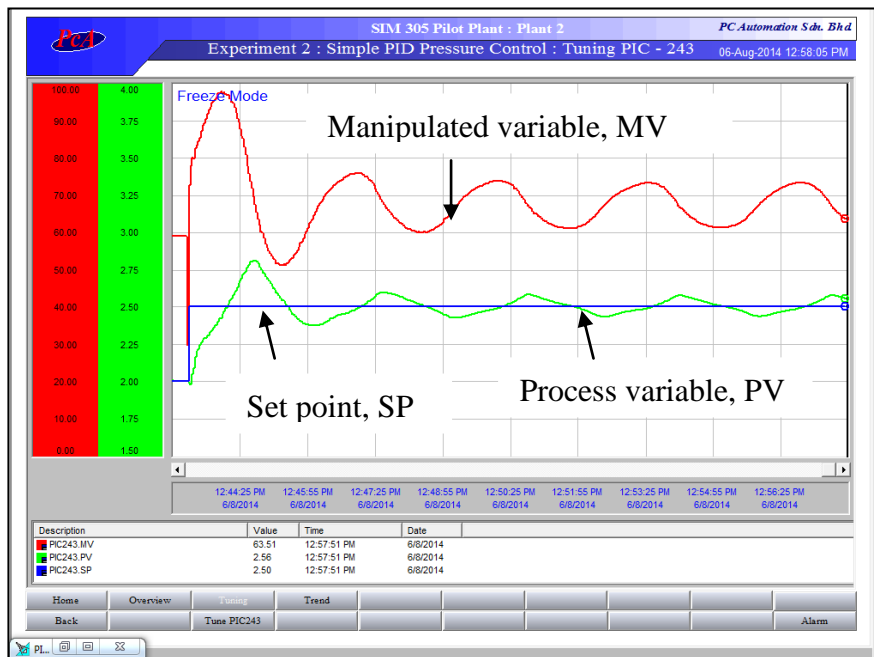 PcA
SIM 305 Pilot Plant : Plant 2
PC Automation Sdn. Bhd
Experiment 2 : Simple PID Pressure Control : Tuning PIC - 243
06-Aug-2014 12:58:05 PM
Freeze Mode
Manipulated variable, MV
100.00 4.00
90.00 3.75
80.00 3.50
70.00 3.25
60.00 3.00
50.00 2.75
40.00 2.50
30.00 2.25
20.00 2.00
10.00 1.75
0.00 1.50
Set point, SP
Process variable, PV
12:44:25 PM 12:45:55 PM 12:47:25 PM 12:48:55 PM 12:50:25 PM 12:51:55 PM 12:53:25 PM 12:54:55 PM 12:56:25 PM
6/8/2014 6/8/2014 6/8/2014 6/8/2014 6/8/2014 6/8/2014 6/8/2014 6/8/2014 6/8/2014
Description Value Time Date
PIC243.MV 63.51 12:57:51 PM 6/8/2014
PIC243.PV 2.56 12:57:51 PM 6/8/2014
PIC243.SP 2.50 12:57:51 PM 6/8/2014
Home Overview Tuning Trend
Back Tune PIC243 Alarm
PI...